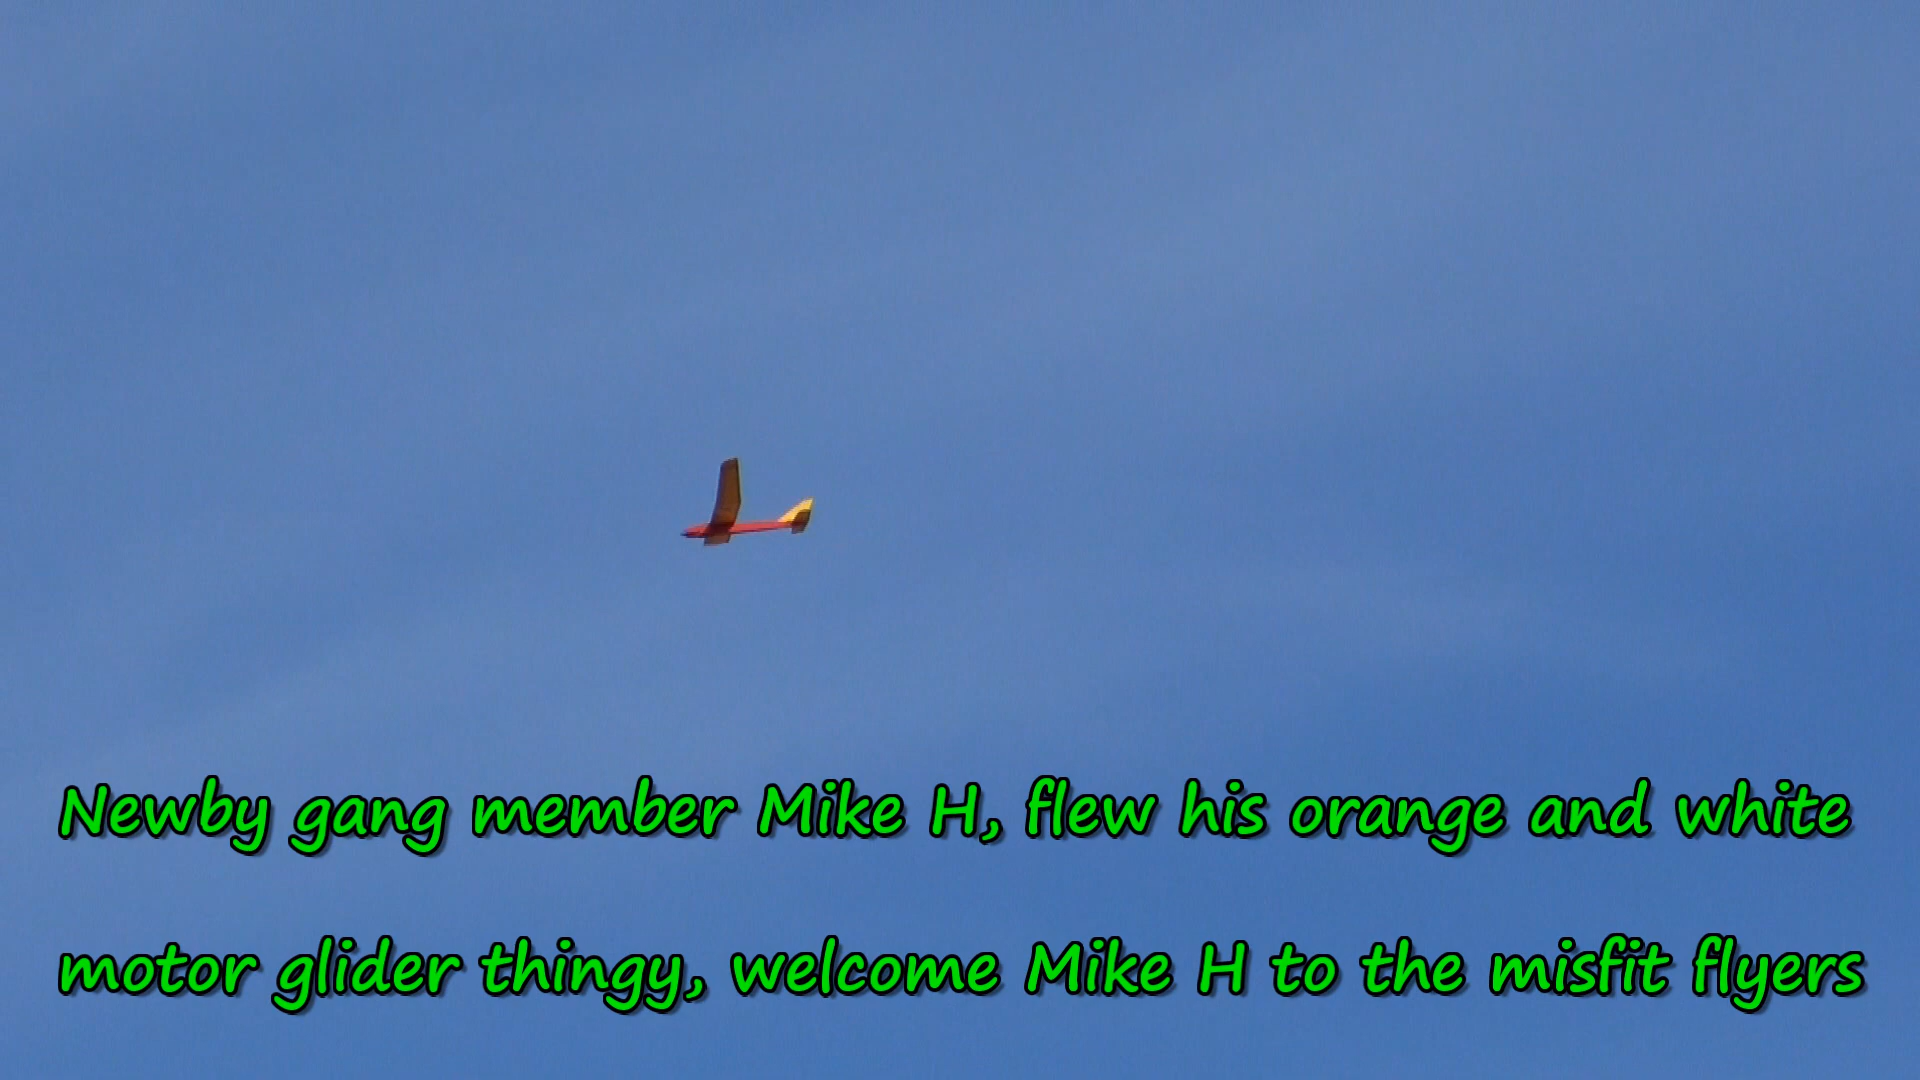 Newby gang member Mike H, flew his orange and white
motor glider thingy, welcome Mike H to the misfit flyers